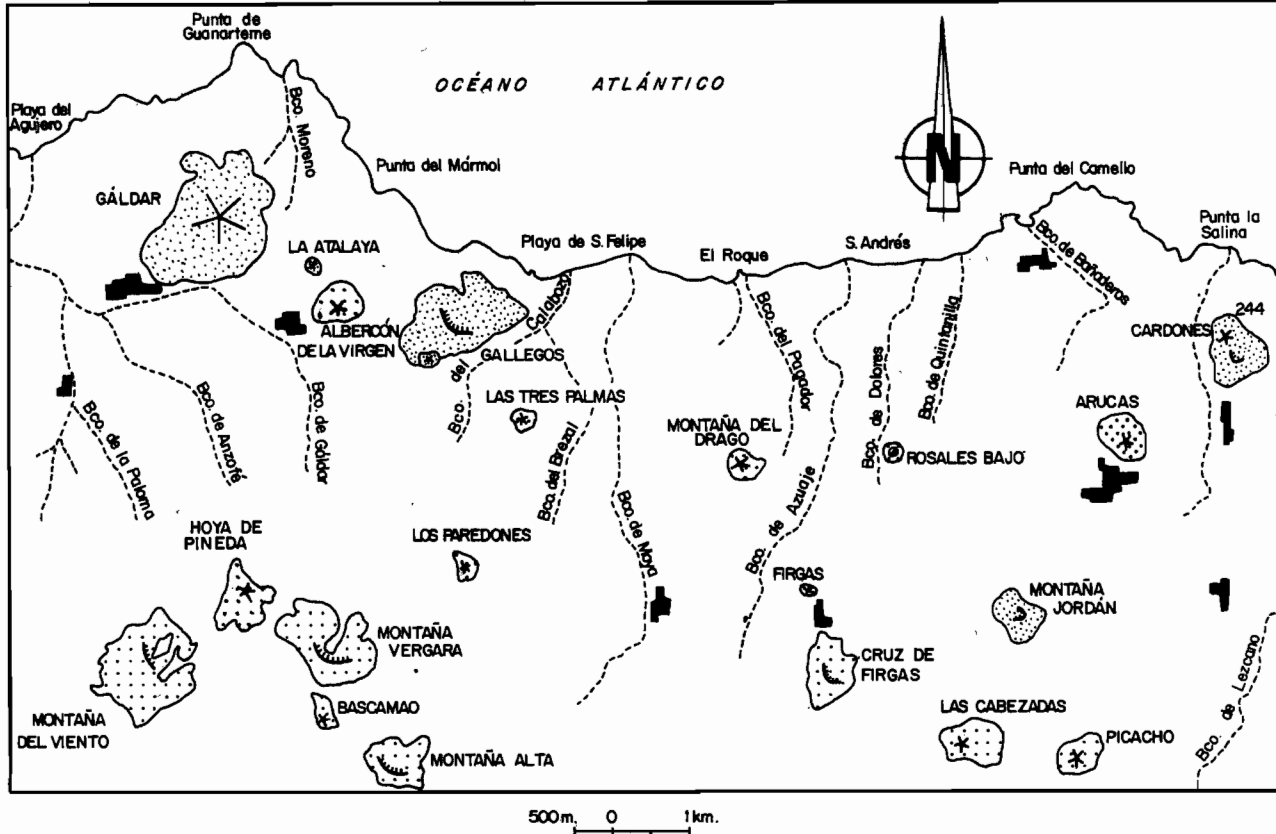 Punta de
Guanarteme
OCÉANO ATLÁNTICO
Playa del
Agujero
Bco. Moreno
Punta del Mármol
N
Punta del Camello
GÁLDAR
Punta la
Salina
LA ATALAYA
Playa de S. Felipe
El Roque
S. Andrés
Bco. de Bañaderos
244
CARDONES
ALBERCÓN
DE LA VIRGEN
GALLEGOS
Bco. del Calabozo
Bco. del Pagador
Bco. de Dolores
Bco. de Quintanilla
LAS TRES PALMAS
ARUCAS
MONTAÑA DEL
DRAGO
ROSALES BAJO
Bco. de la Paloma
Bco. de Anzofé
Bco. de Gáldar
Bco. del Brezal
Bco. de Moya
Bco. de Azuaje
HOYA DE
PINEDA
LOS PAREDONES
FIRGAS
MONTAÑA
JORDÁN
MONTAÑA
VERGARA
CRUZ DE
FIRGAS
Bco. de Lezcano
MONTAÑA
DEL VIENTO
BASCAMAO
LAS CABEZADAS
PICACHO
MONTAÑA ALTA
500m. 0 1km.